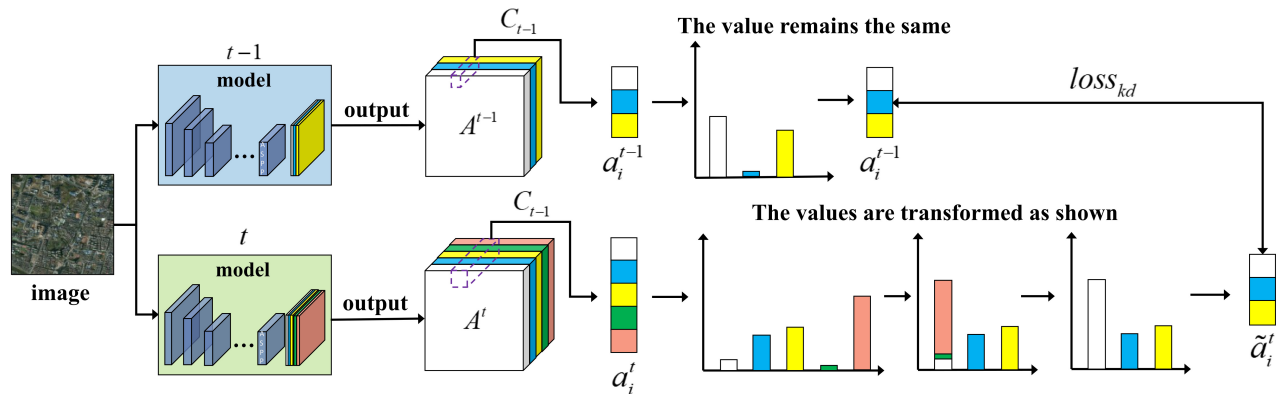 The value remains the same
C_{t-1}
t-1
model
output
A^{t-1}
a_i^{t-1}
a_i^{t-1}
loss_{kd}
image
The values are transformed as shown
C_{t-1}
t
model
output
A^t
a_i^t
ã_i^t